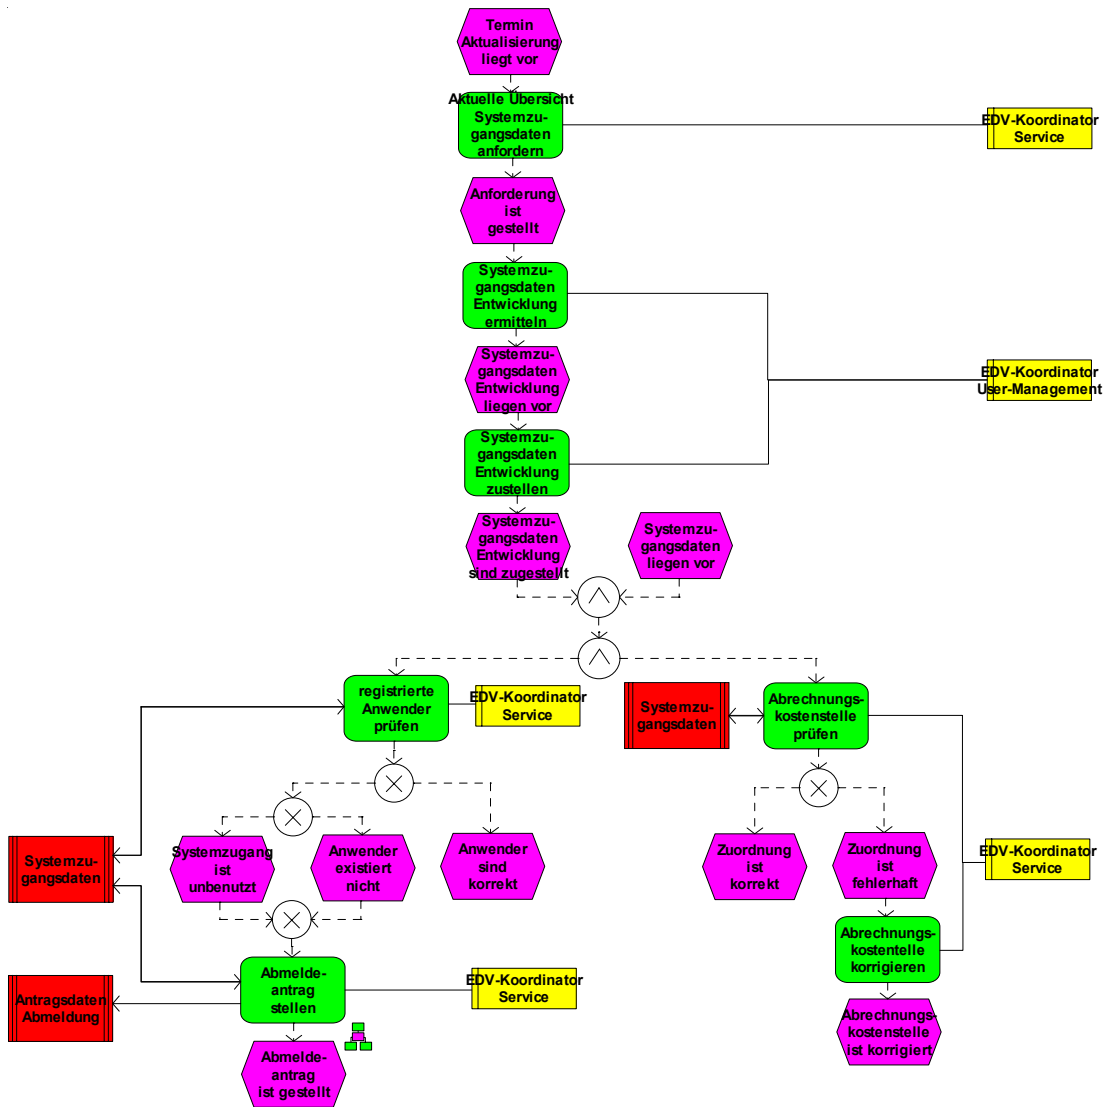 Termin
Aktualisierung
liegt vor
Aktuelle Übersicht
Systemzu-
gangsdaten
anfordern
EDV-Koordinator
Service
Anforderung
ist
gestellt
Systemzu-
gangsdaten
Entwicklung
ermitteln
Systemzu-
gangsdaten
Entwicklung
liegen vor
EDV-Koordinator
User-Management
Systemzu-
gangsdaten
Entwicklung
zustellen
Systemzu-
gangsdaten
Entwicklung
sind zugestellt
Systemzu-
gangsdaten
liegen vor
registrierte
Anwender
prüfen
EDV-Koordinator
Service
Systemzu-
gangsdaten
Abrechnungs-
kostenstelle
prüfen
Systemzu-
gangsdaten
Systemzugang
ist
unbenutzt
Anwender
existiert
nicht
Anwender
sind
korrekt
Zuordnung
ist
korrekt
Zuordnung
ist
fehlerhaft
EDV-Koordinator
Service
Abrechnungs-
kostentelle
korrigieren
Antragsdaten
Abmeldung
Abmelde-
antrag
stellen
EDV-Koordinator
Service
Abrechnungs-
kostenstelle
ist korrigiert
Abmelde-
antrag
ist gestellt